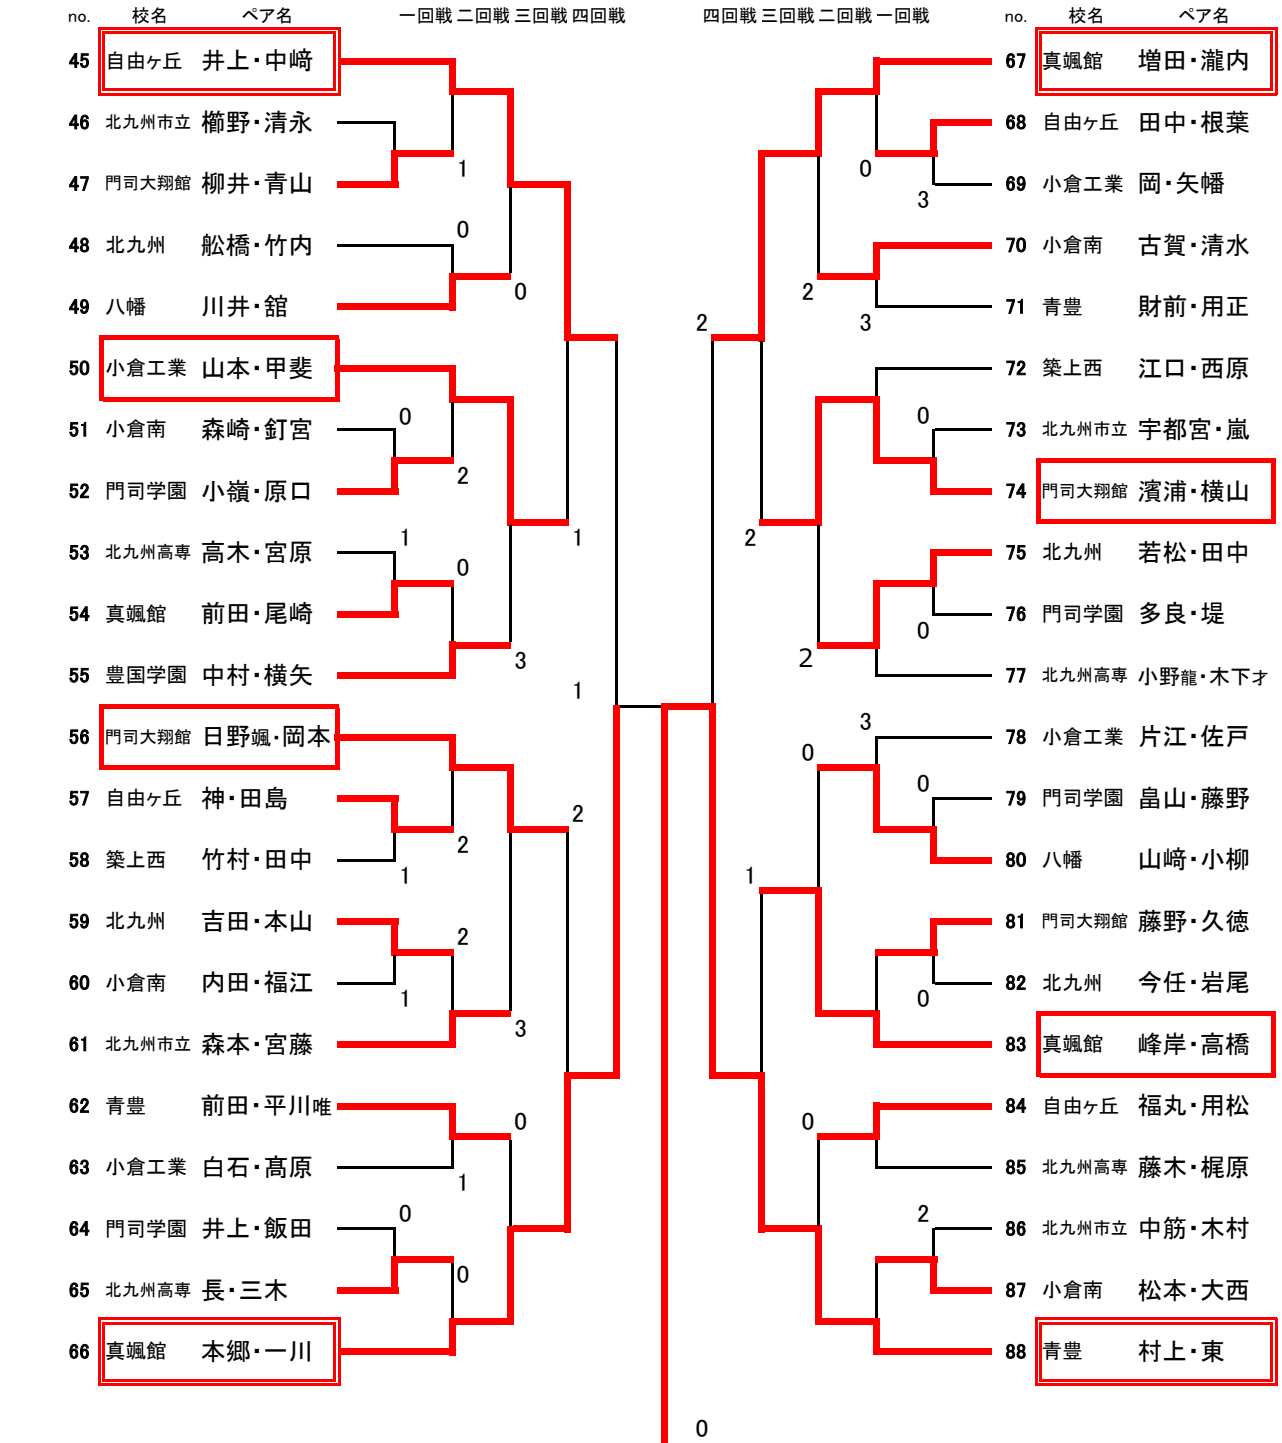 no. 校名 ペア名 一回戦 二回戦 三回戦 四回戦 四回戦 三回戦 二回戦 一回戦 no. 校名 ペア名
45 自由ヶ丘 井上・中﨑 67 真颯館 増田・瀧内
46 北九州市立 櫛野・清永 68 自由ヶ丘 田中・根葉
1 0
47 門司大翔館 柳井・青山 69 小倉工業 岡・矢幡
3
0
48 北九州 舩橋・竹内 70 小倉南 古賀・清水
0 2
49 八幡 川井・舘 71 青豊 財前・用正
2 3
50 小倉工業 山本・甲斐 72 築上西 江口・西原
0 0
51 小倉南 森崎・釘宮 73 北九州市立 宇都宮・嵐
2
52 門司学園 小嶺・原口 74 門司大翔館 濱浦・横山
1 1 2
53 北九州高専 高木・宮原 75 北九州 若松・田中
0
54 真颯館 前田・尾崎 76 門司学園 多良・堤
0
3 2
55 豊国学園 中村・横矢 77 北九州高専 小野龍・木下才
1
3
56 門司大翔館 日野颯・岡本 78 小倉工業 片江・佐戸
0
0
57 自由ヶ丘 神・田島 79 門司学園 畠山・藤野
2
2
58 築上西 竹村・田中 80 八幡 山﨑・小柳
1 1
59 北九州 吉田・本山 81 門司大翔館 藤野・久徳
2
60 小倉南 内田・福江 82 北九州 今任・岩尾
1 0
3
61 北九州市立 森本・宮藤 83 真颯館 峰岸・高橋
62 青豊 前田・平川唯 84 自由ヶ丘 福丸・用松
0 0
63 小倉工業 白石・髙原 85 北九州高専 藤木・梶原
1
0 2
64 門司学園 井上・飯田 86 北九州市立 中筋・木村
0
65 北九州高専 長・三木 87 小倉南 松本・大西
66 真颯館 本郷・一川 88 青豊 村上・東
0